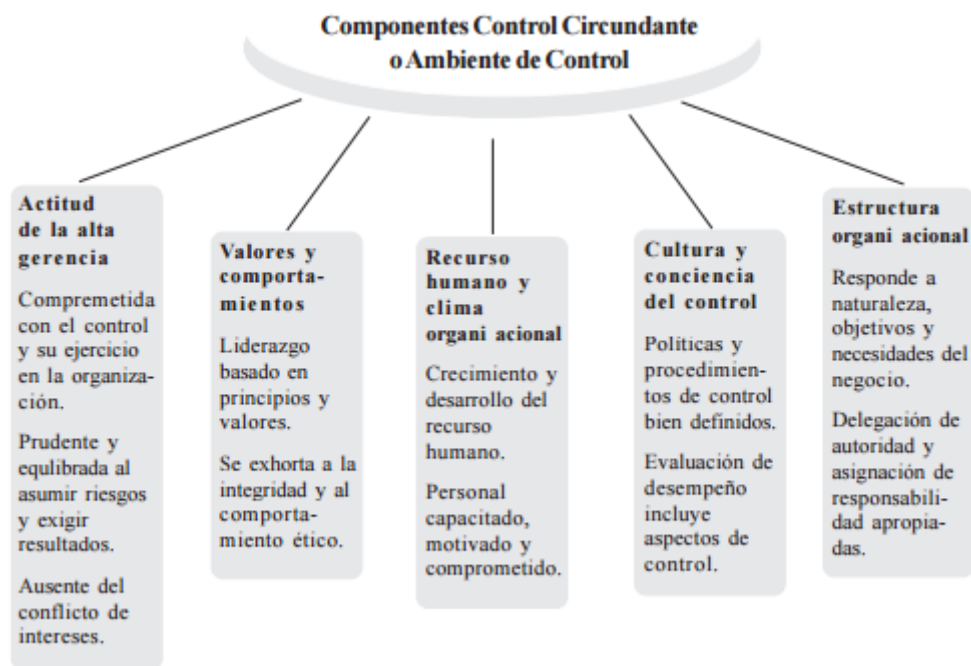 Componentes Control Circundante
o Ambiente de Control
Actitud
de la alta
gerencia
Compremetida
con el control
y su ejercicio
en la organiza-
ción.
Prudente y
equlibrada al
asumir riesgos
y exigir
resultados.
Ausente del
conflicto de
intereses.
Valores y
comporta-
mientos
Liderazgo
basado en
principios y
valores.
Se exhorta a la
integridad y al
comporta-
miento ético.
Recurso
humano y
clima
organi acional
Crecimiento y
desarrollo del
recurso
humano.
Personal
capacitado,
motivado y
comprometido.
Cultura y
conciencia
del control
Políticas y
procedimien-
tos de control
bien definidos.
Evaluación de
desempeño
incluye
aspectos de
control.
Estructura
organi acional
Responde a
naturaleza,
objetivos y
necesidades del
negocio.
Delegación de
autoridad y
asignación de
responsabili-
dad apropia-
das.